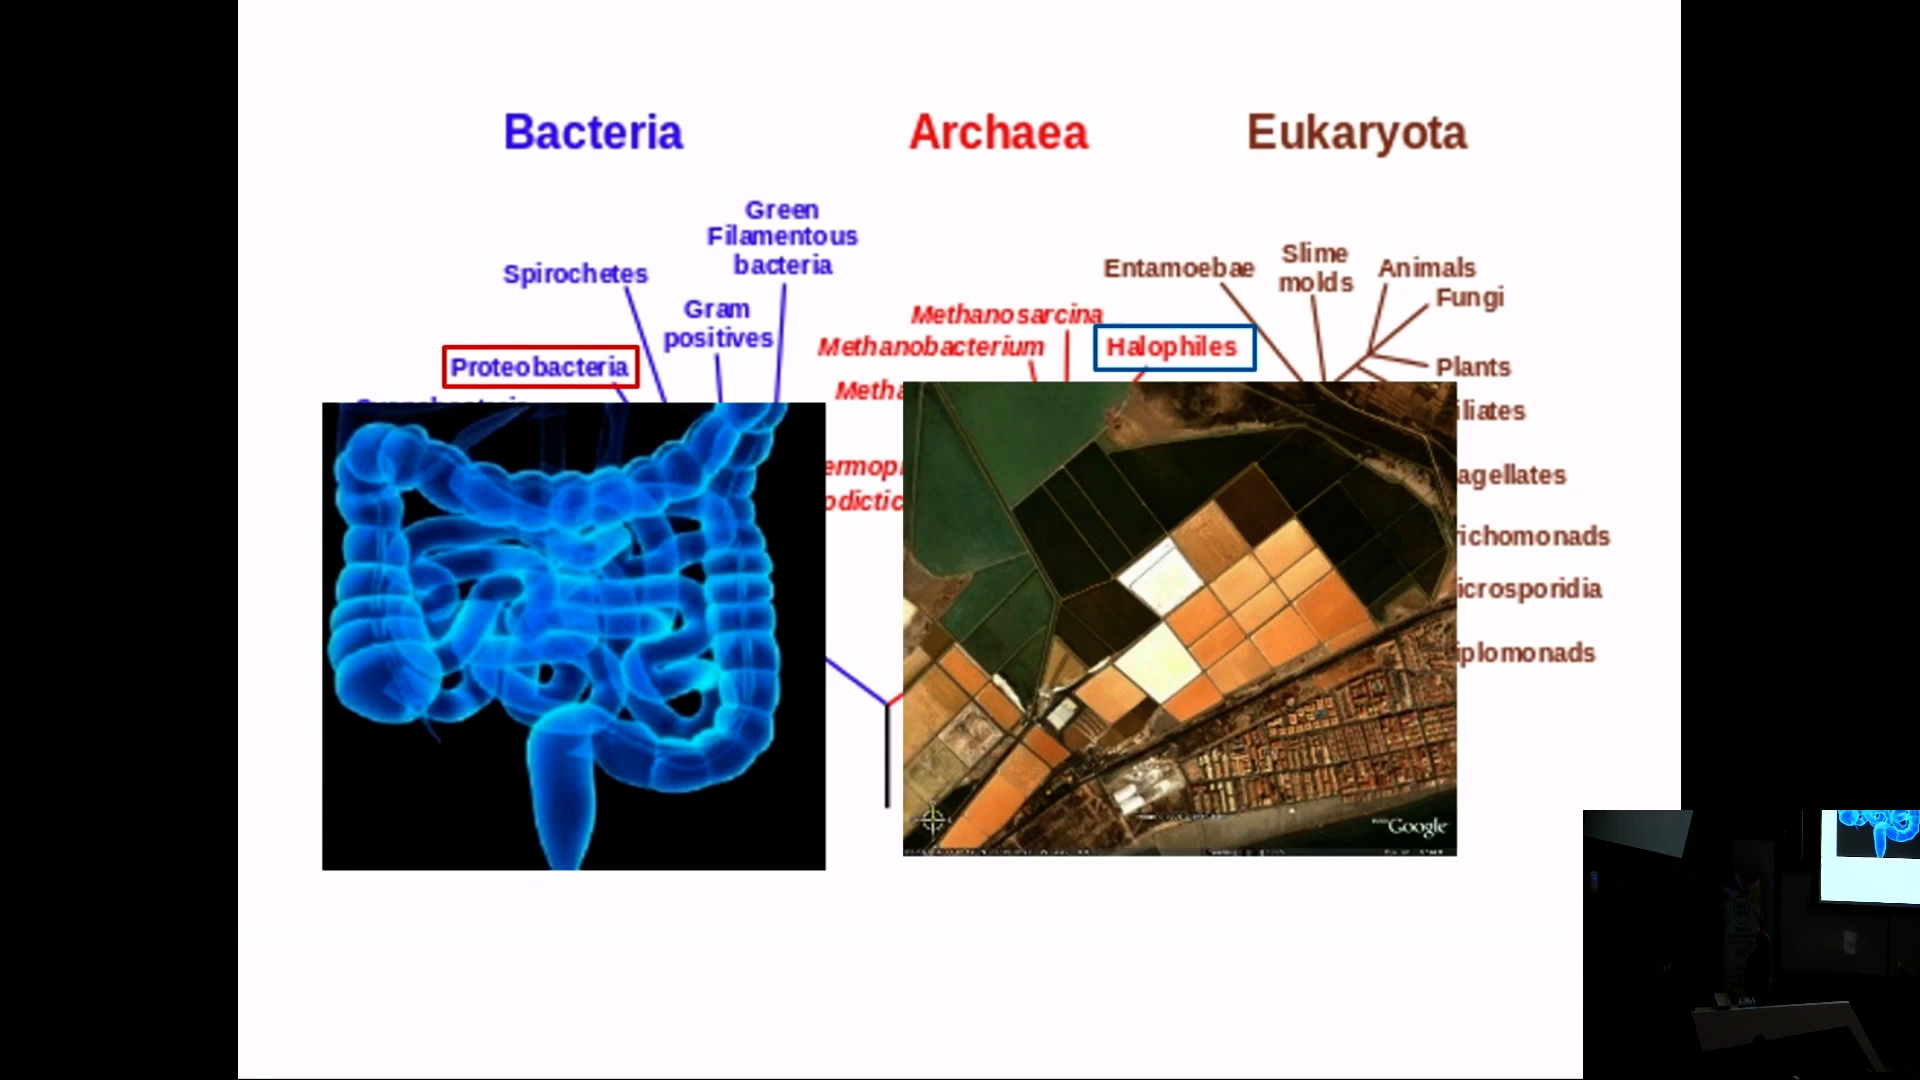 Bacteria
Archaea
Eukaryota
Green
Filamentous
bacteria
Spirochetes
Gram
positives
Proteobacteria
Methanosarcina
Methanobacterium
Halophiles
Entamoebae
Slime
molds
Animals
Fungi
Plants
iliates
agellates
richomonads
icrosporidia
iplomonads
Metha
ermop
odictic
Google